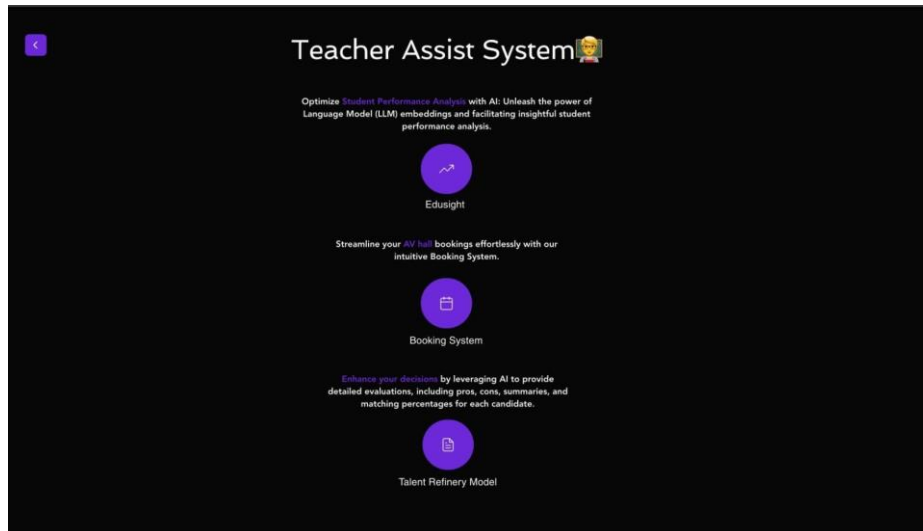 Teacher Assist System
Optimize Student Performance Analysis with AI: Unleash the power of
Language Model (LLM) embeddings and facilitating insightful student
performance analysis.
Edusight
Streamline your AV hall bookings effortlessly with our
intuitive Booking System.
Booking System
Enhance your decisions by leveraging AI to provide
detailed evaluations, including pros, cons, summaries, and
matching percentages for each candidate.
Talent Refinery Model